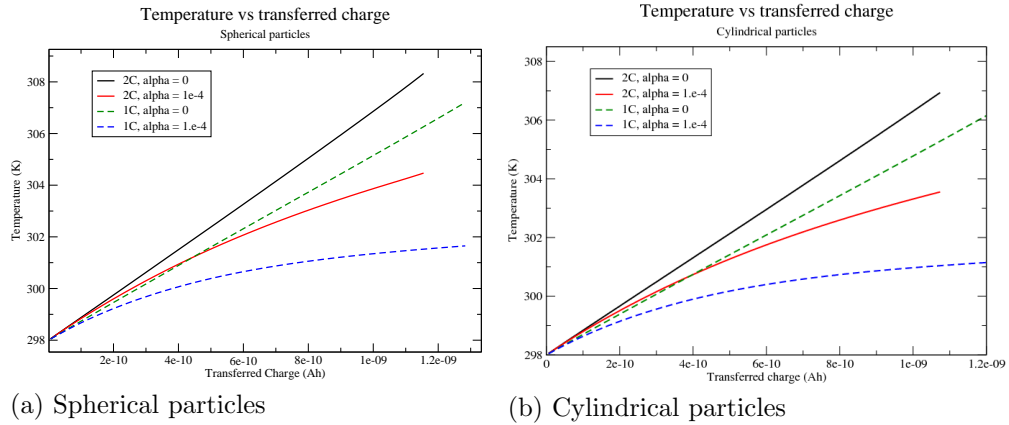 Temperature vs transferred charge
Spherical particles
2C, alpha = 0
2C, alpha = 1e-4
1C, alpha = 0
1C, alpha = 1.e-4
Temperature (K)
308
306
304
302
300
298
2e-10 4e-10 6e-10 8e-10 1e-09 1.2e-09
Transferred Charge (Ah)
(a) Spherical particles
Temperature vs transferred charge
Cylindrical particles
2C, alpha = 0
2C, alpha = 1.e-4
1C, alpha = 0
1C, alpha = 1.e-4
Temperature (K)
308
306
304
302
300
298
0 2e-10 4e-10 6e-10 8e-10 1e-09 1.2e-09
Transferred charge (Ah)
(b) Cylindrical particles